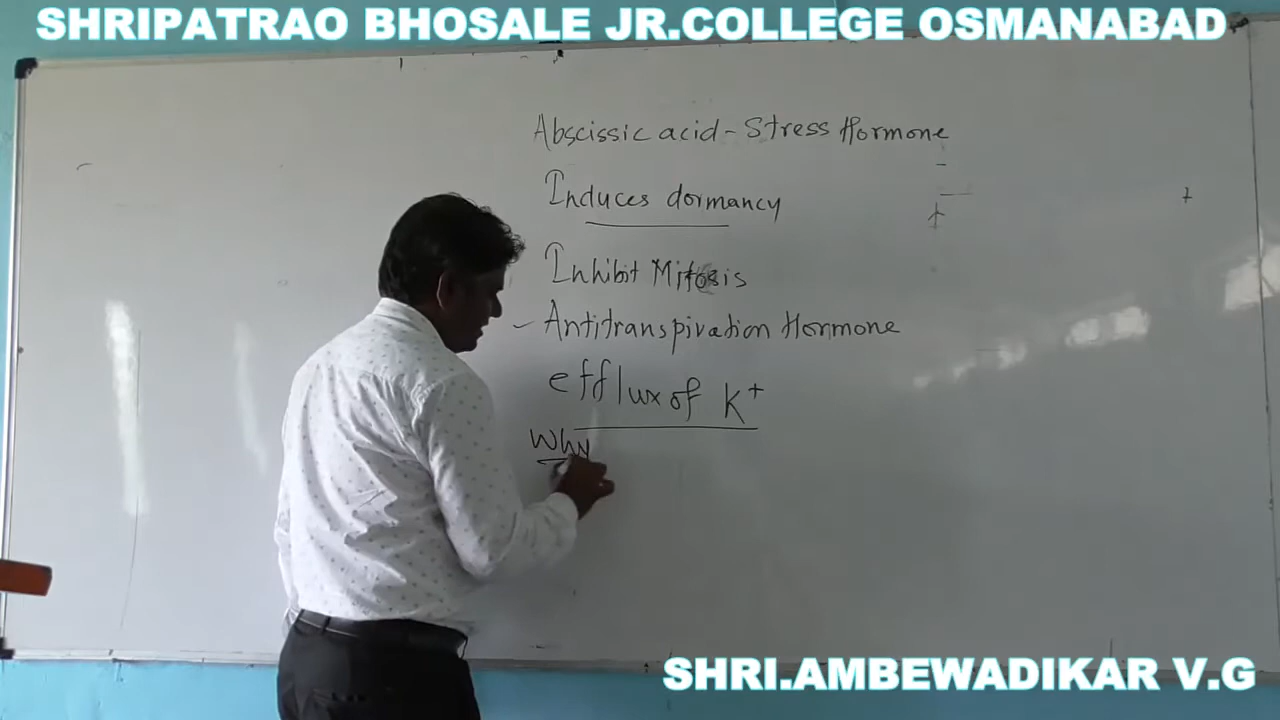 SHRIPATRAO BHOSALE JR.COLLEGE OSMANABAD
Abscissic acid - Stress Hormone
Induces dormancy
Inhibit Mitosis
- Antitranspiration Hormone
efflux of K+
Why
SHRI.AMBEWADIKAR V.G